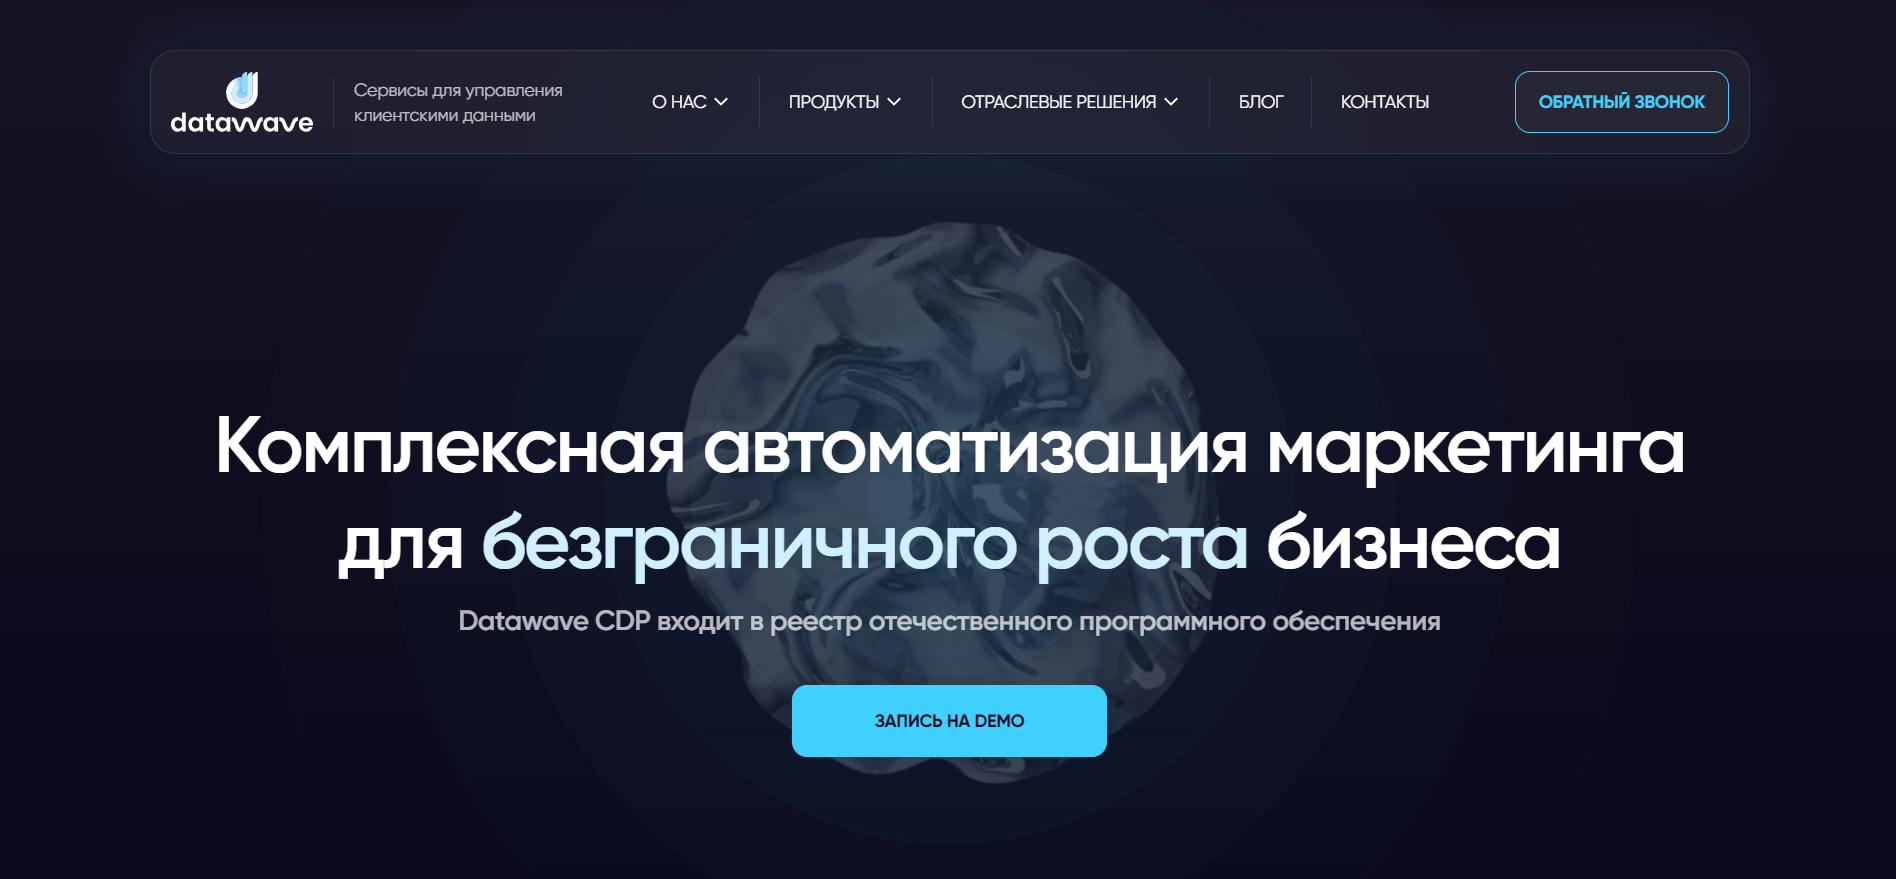 datawave
Сервисы для управления
клиентскими данными
О НАС
ПРОДУКТЫ
ОТРАСЛЕВЫЕ РЕШЕНИЯ
БЛОГ
КОНТАКТЫ
ОБРАТНЫЙ ЗВОНОК
Комплексная автоматизация маркетинга
для безграничного роста бизнеса
Datawave CDP входит в реестр отечественного программного обеспечения
ЗАПИСЬ НА DEMO